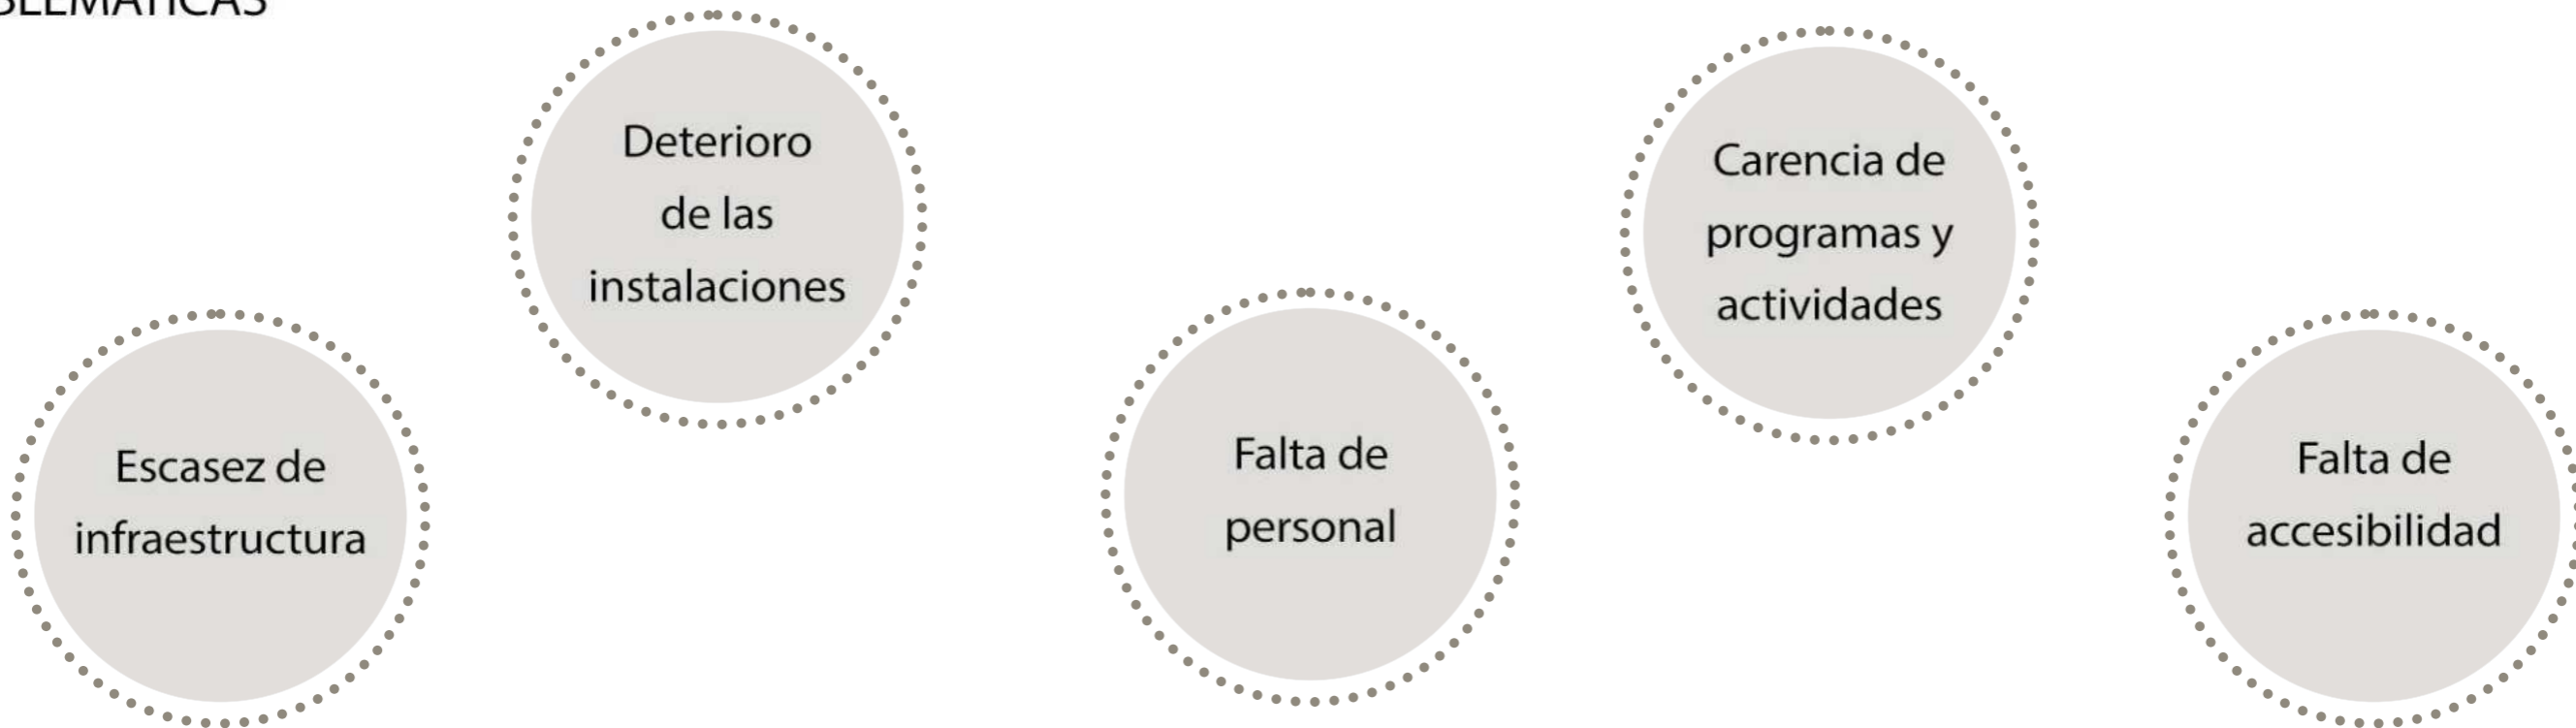 Escasez de
infraestructura
Deterioro
de las
instalaciones
Falta de
personal
Carencia de
programas y
actividades
Falta de
accesibilidad